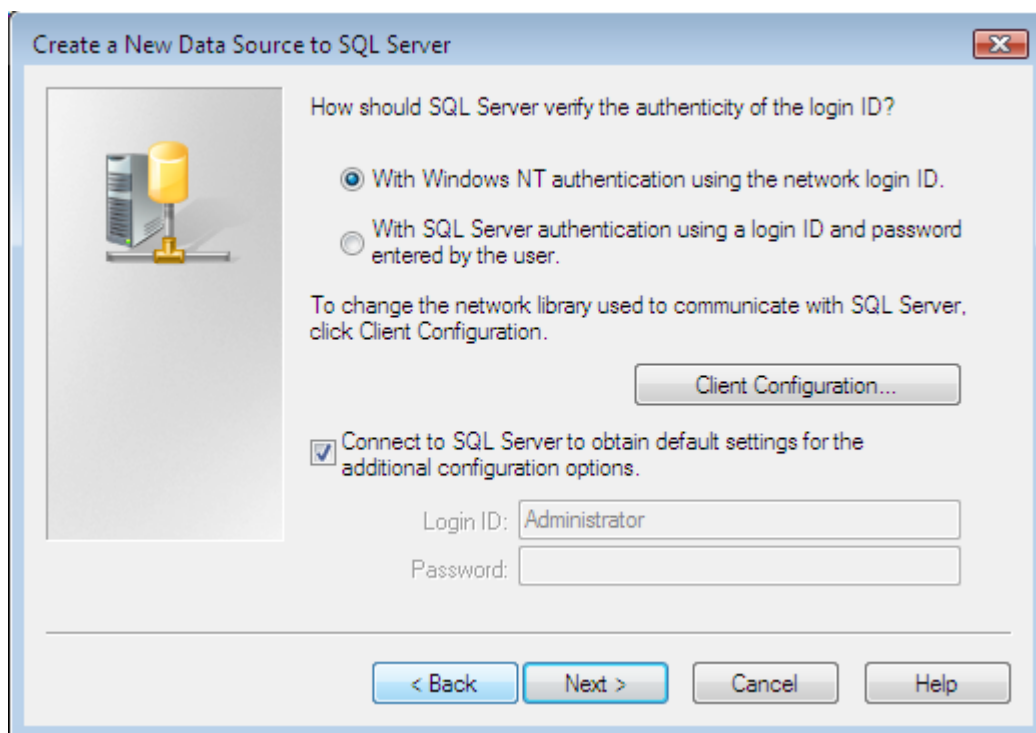 Create a New Data Source to SQL Server
How should SQL Server verify the authenticity of the login ID?
With Windows NT authentication using the network login ID.
With SQL Server authentication using a login ID and password
entered by the user.
To change the network library used to communicate with SQL Server,
click Client Configuration.
Client Configuration...
Connect to SQL Server to obtain default settings for the
additional configuration options.
Login ID: Administrator
Password:
< Back Next > Cancel Help